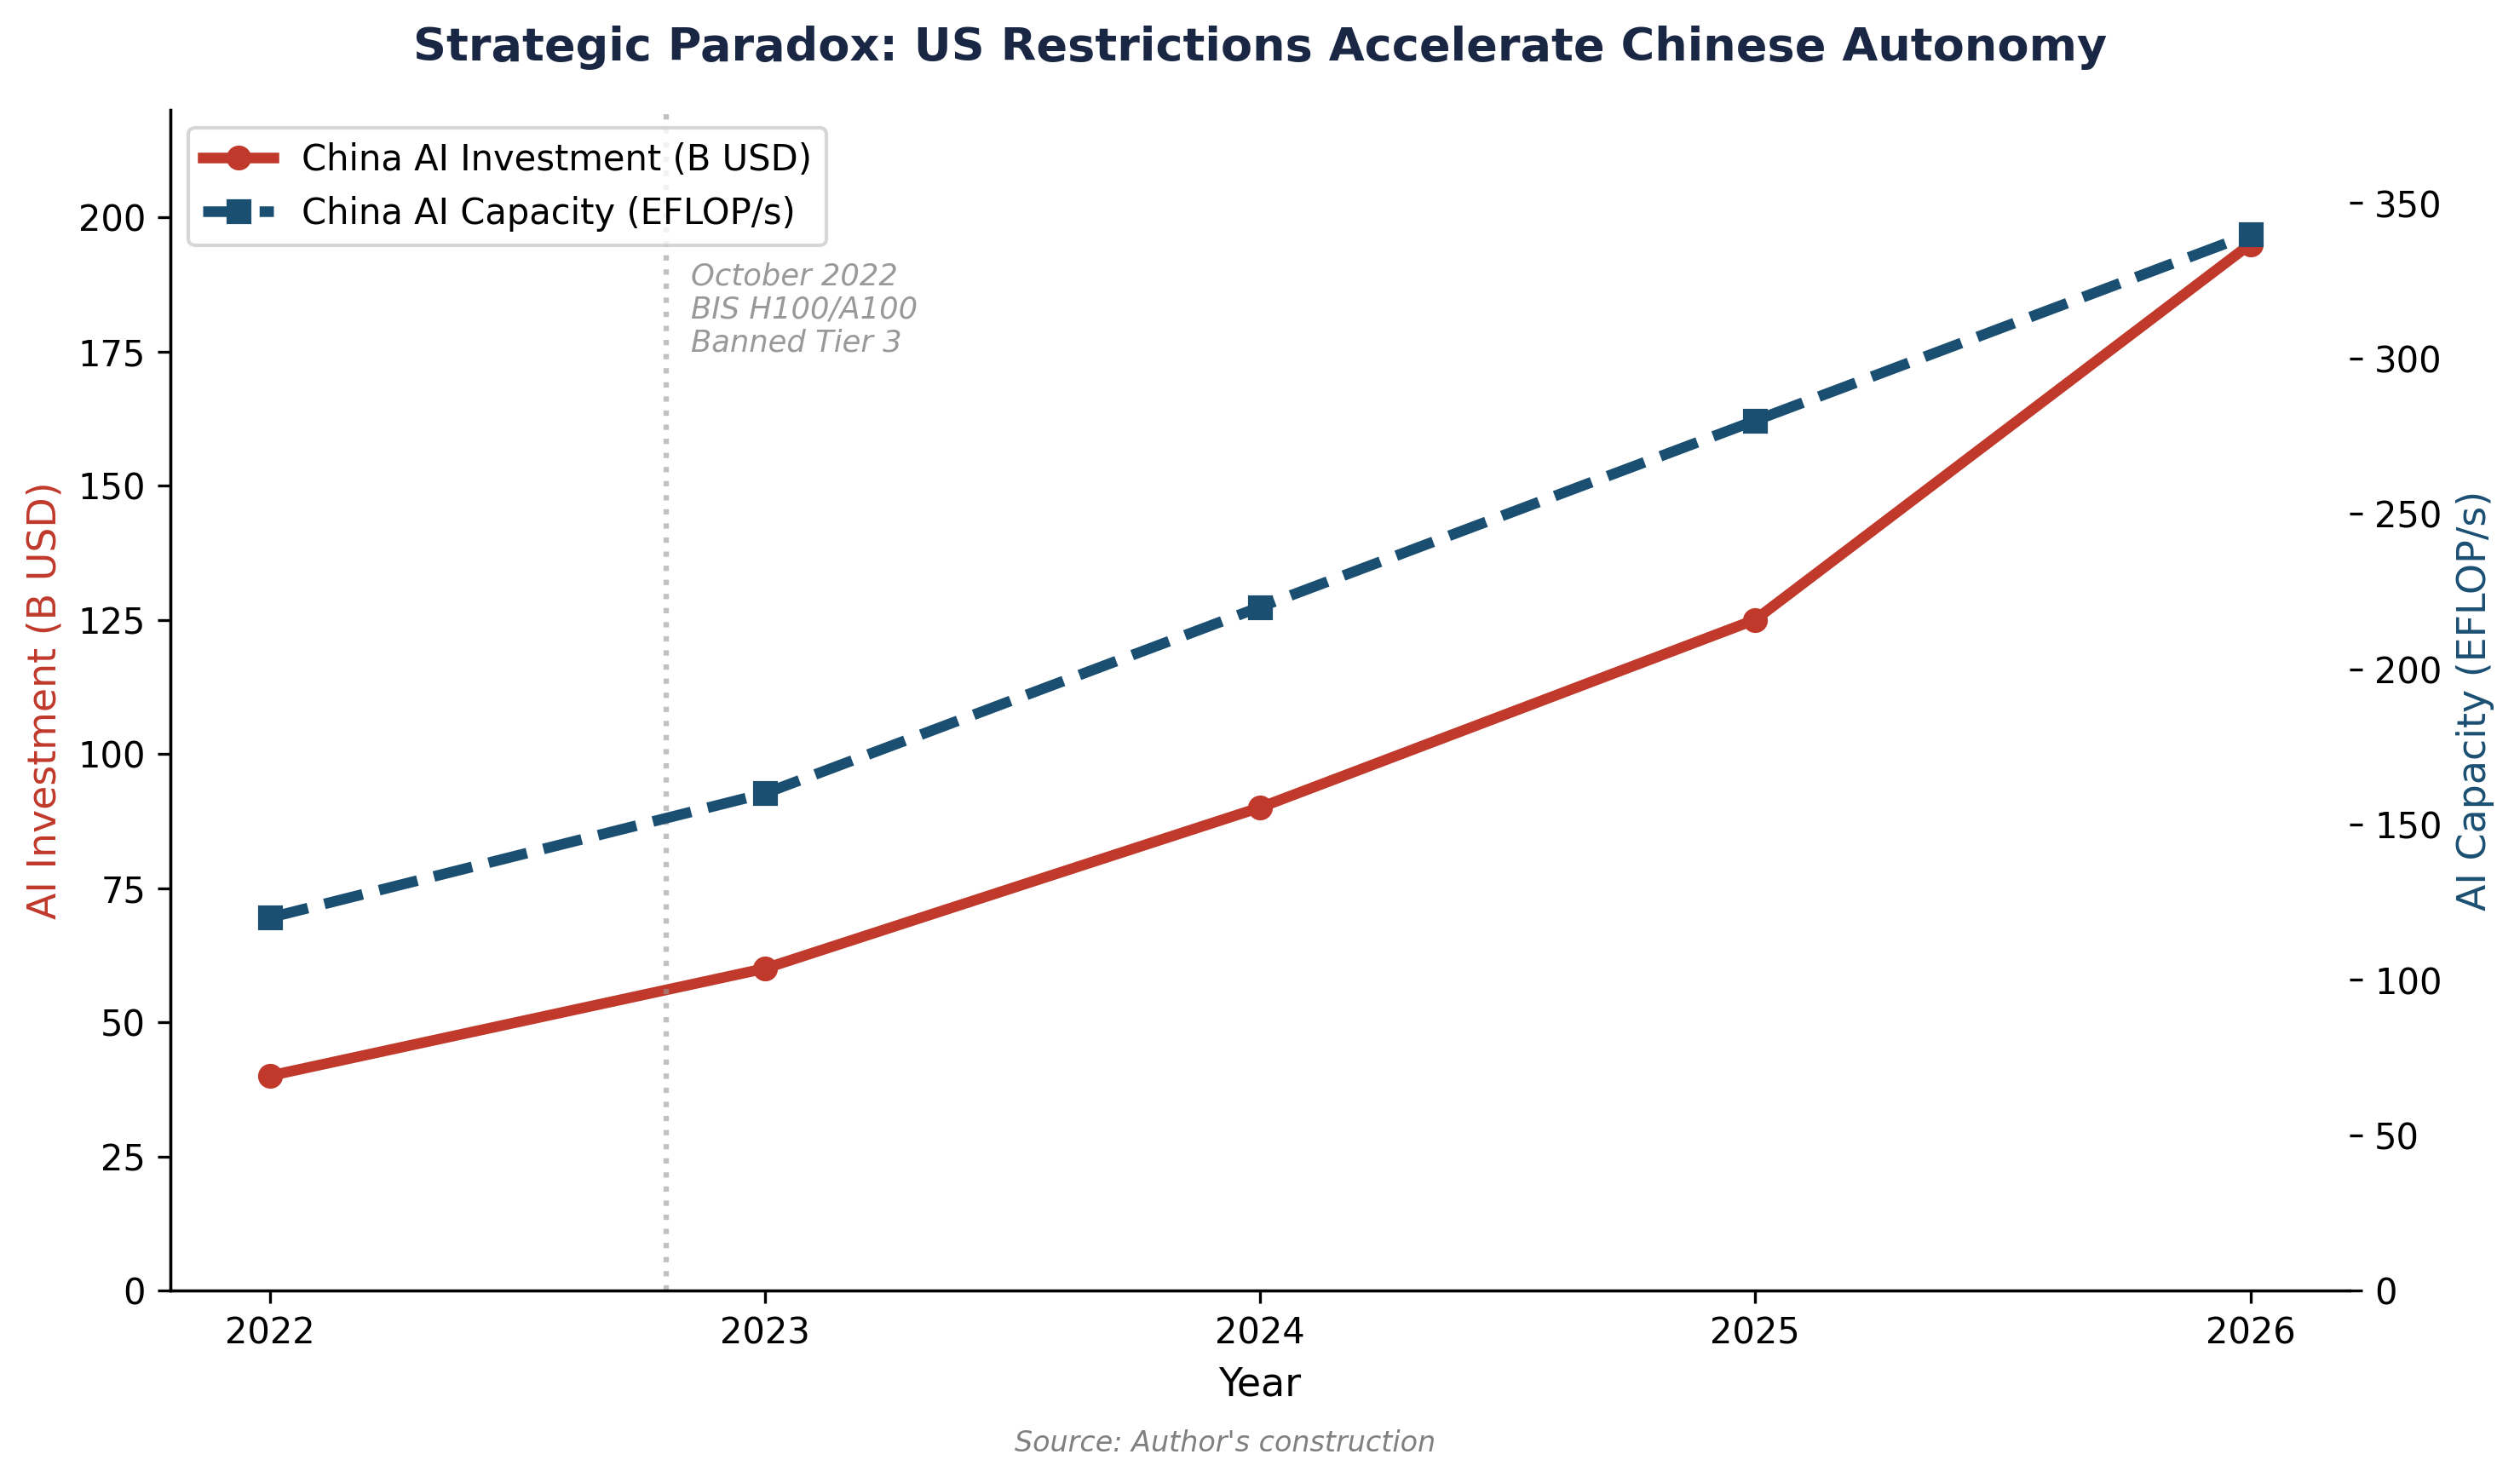 Strategic Paradox: US Restrictions Accelerate Chinese Autonomy
China AI Investment (B USD)
China AI Capacity (EFLOP/s)
October 2022
BIS H100/A100
Banned Tier 3
AI Investment (B USD)
200
175
150
125
100
75
50
25
0
350
300
250
200
150
100
50
0
AI Capacity (EFLOP/s)
2022 2023 2024 2025 2026
Year
Source: Author's construction